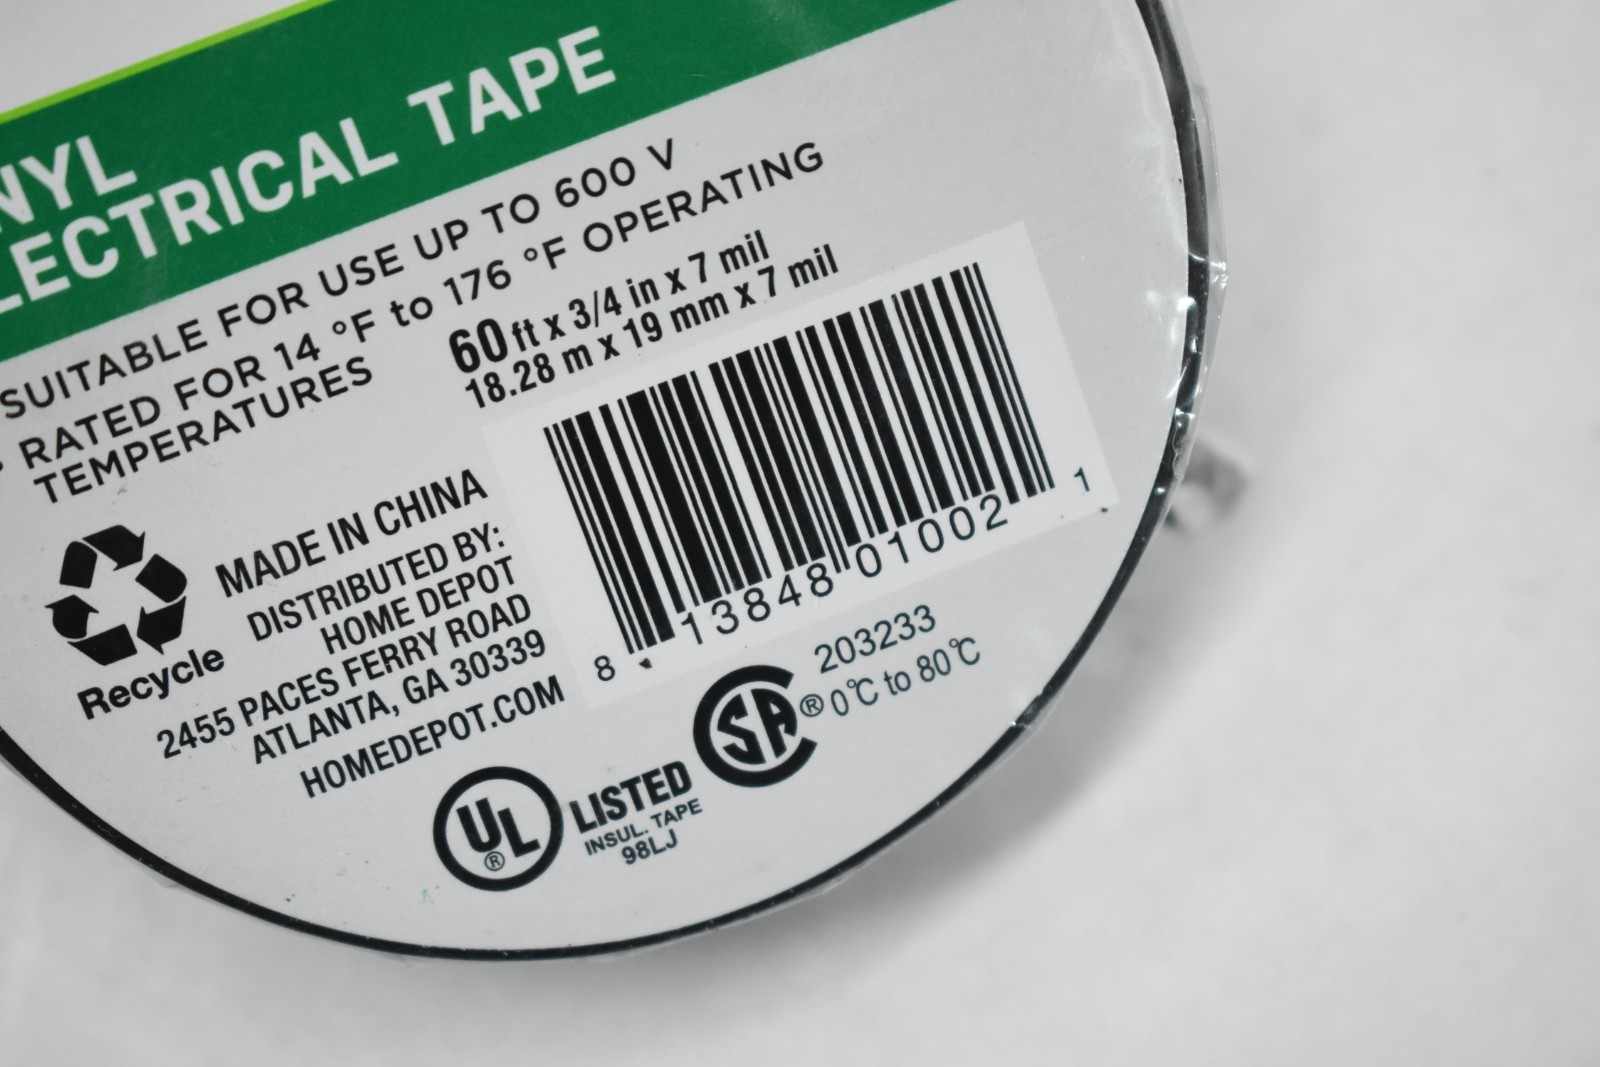 NYL
LECTRICAL TAPE
SUITABLE FOR USE UP TO 600 V
RATED FOR 14 °F to 176 °F OPERATING
TEMPERATURES
60 ft x 3/4 in x 7 mil
18.28 m x 19 mm x 7 mil
MADE IN CHINA
DISTRIBUTED BY:
HOME DEPOT
2455 PACES FERRY ROAD
ATLANTA, GA 30339
HOMEDEPOT.COM
Recycle
8 13848 01002 1
UL ®
LISTED
INSUL. TAPE
98LJ
CSA ®
203233
0°C to 80°C